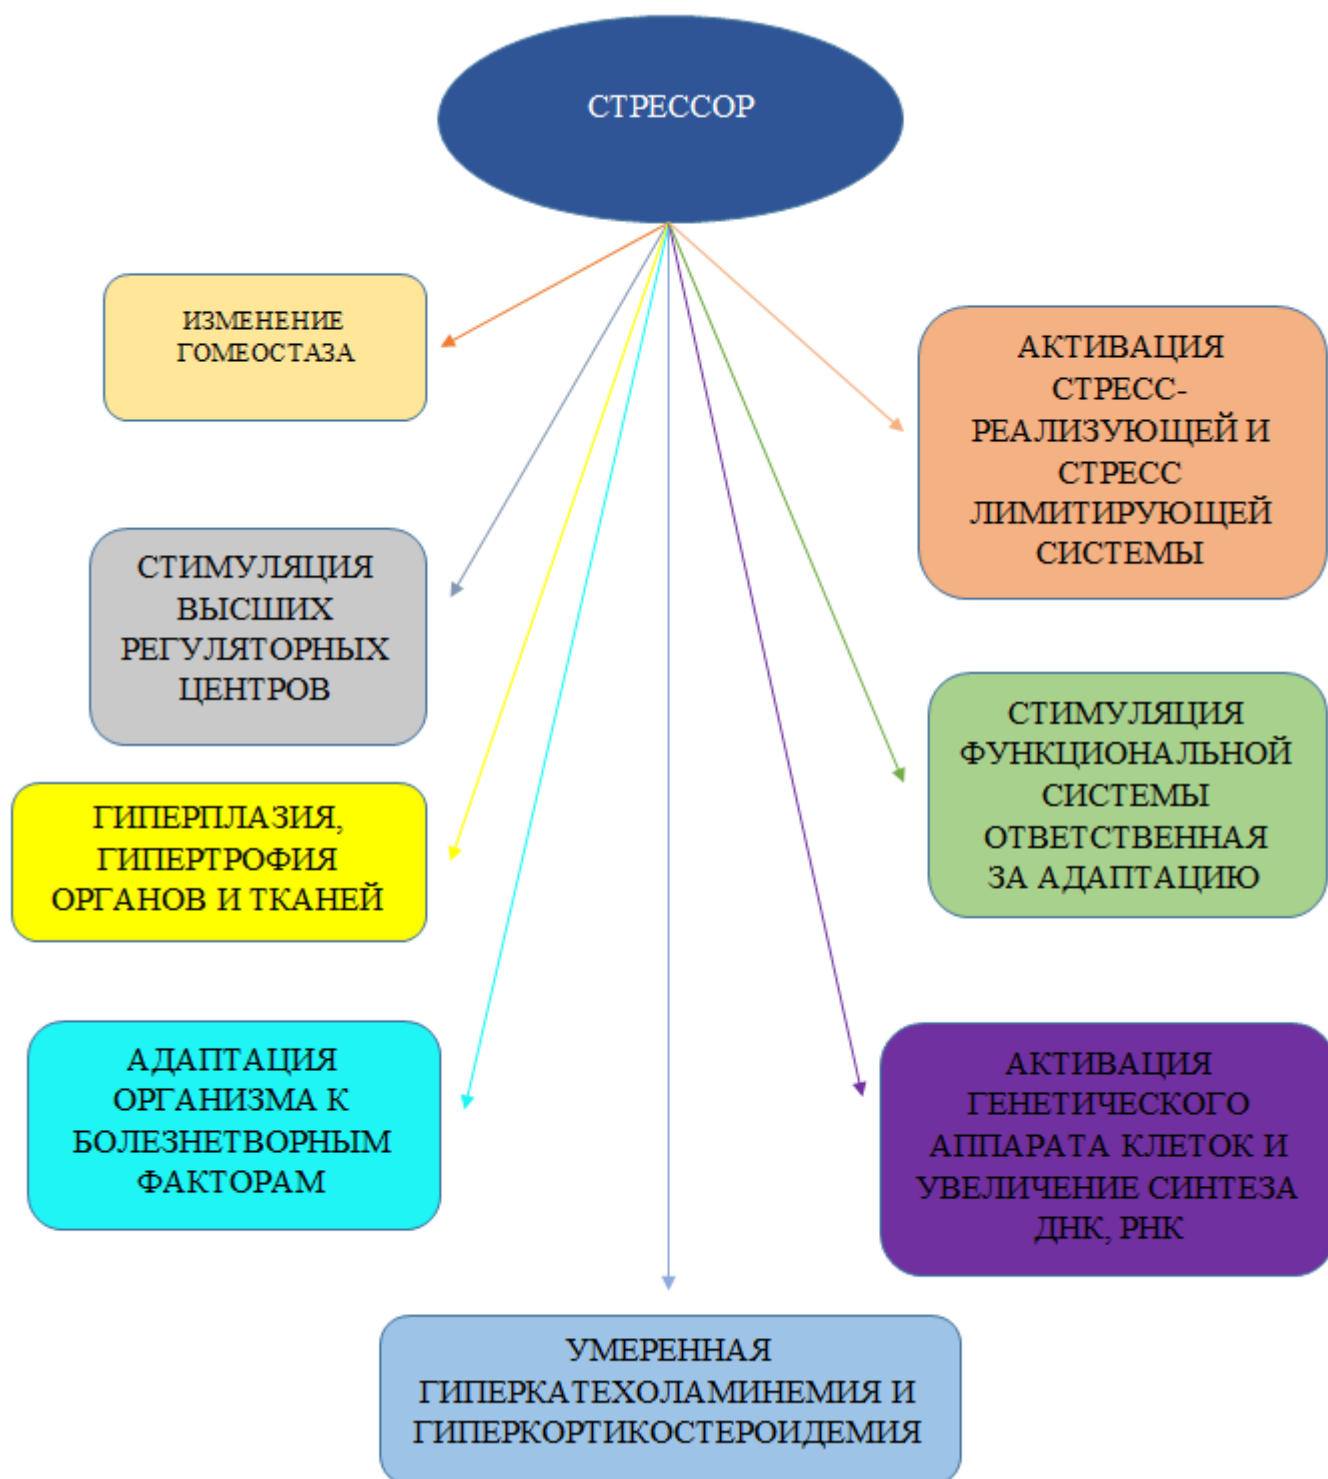 СТРЕССОР
ИЗМЕНЕНИЕ
ГОМЕОСТАЗА
АКТИВАЦИЯ
СТРЕСС-
РЕАЛИЗУЮЩЕЙ И
СТРЕСС
ЛИМИТИРУЮЩЕЙ
СИСТЕМЫ
СТИМУЛЯЦИЯ
ВЫСШИХ
РЕГУЛЯТОРНЫХ
ЦЕНТРОВ
СТИМУЛЯЦИЯ
ФУНКЦИОНАЛЬНОЙ
СИСТЕМЫ
ОТВЕТСТВЕННАЯ
ЗА АДАПТАЦИЮ
ГИПЕРПЛАЗИЯ,
ГИПЕРТРОФИЯ
ОРГАНОВ И ТКАНЕЙ
АДАПТАЦИЯ
ОРГАНИЗМА К
БОЛЕЗНЕТВОРНЫМ
ФАКТОРАМ
АКТИВАЦИЯ
ГЕНЕТИЧЕСКОГО
АППАРАТА КЛЕТОК И
УВЕЛИЧЕНИЕ СИНТЕЗА
ДНК, РНК
УМЕРЕННАЯ
ГИПЕРКАТЕХОЛАМИНЕМИЯ И
ГИПЕРКОРТИКОСТЕРОИДЕМИЯ